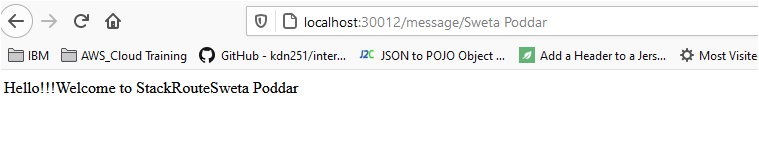 localhost:30012/message/Sweta Poddar
IBM AWS_Cloud Training GitHub - kdn251/inter... J2C JSON to POJO Object ... Add a Header to a Jers... Most Visite
Hello!!!Welcome to StackRouteSweta Poddar